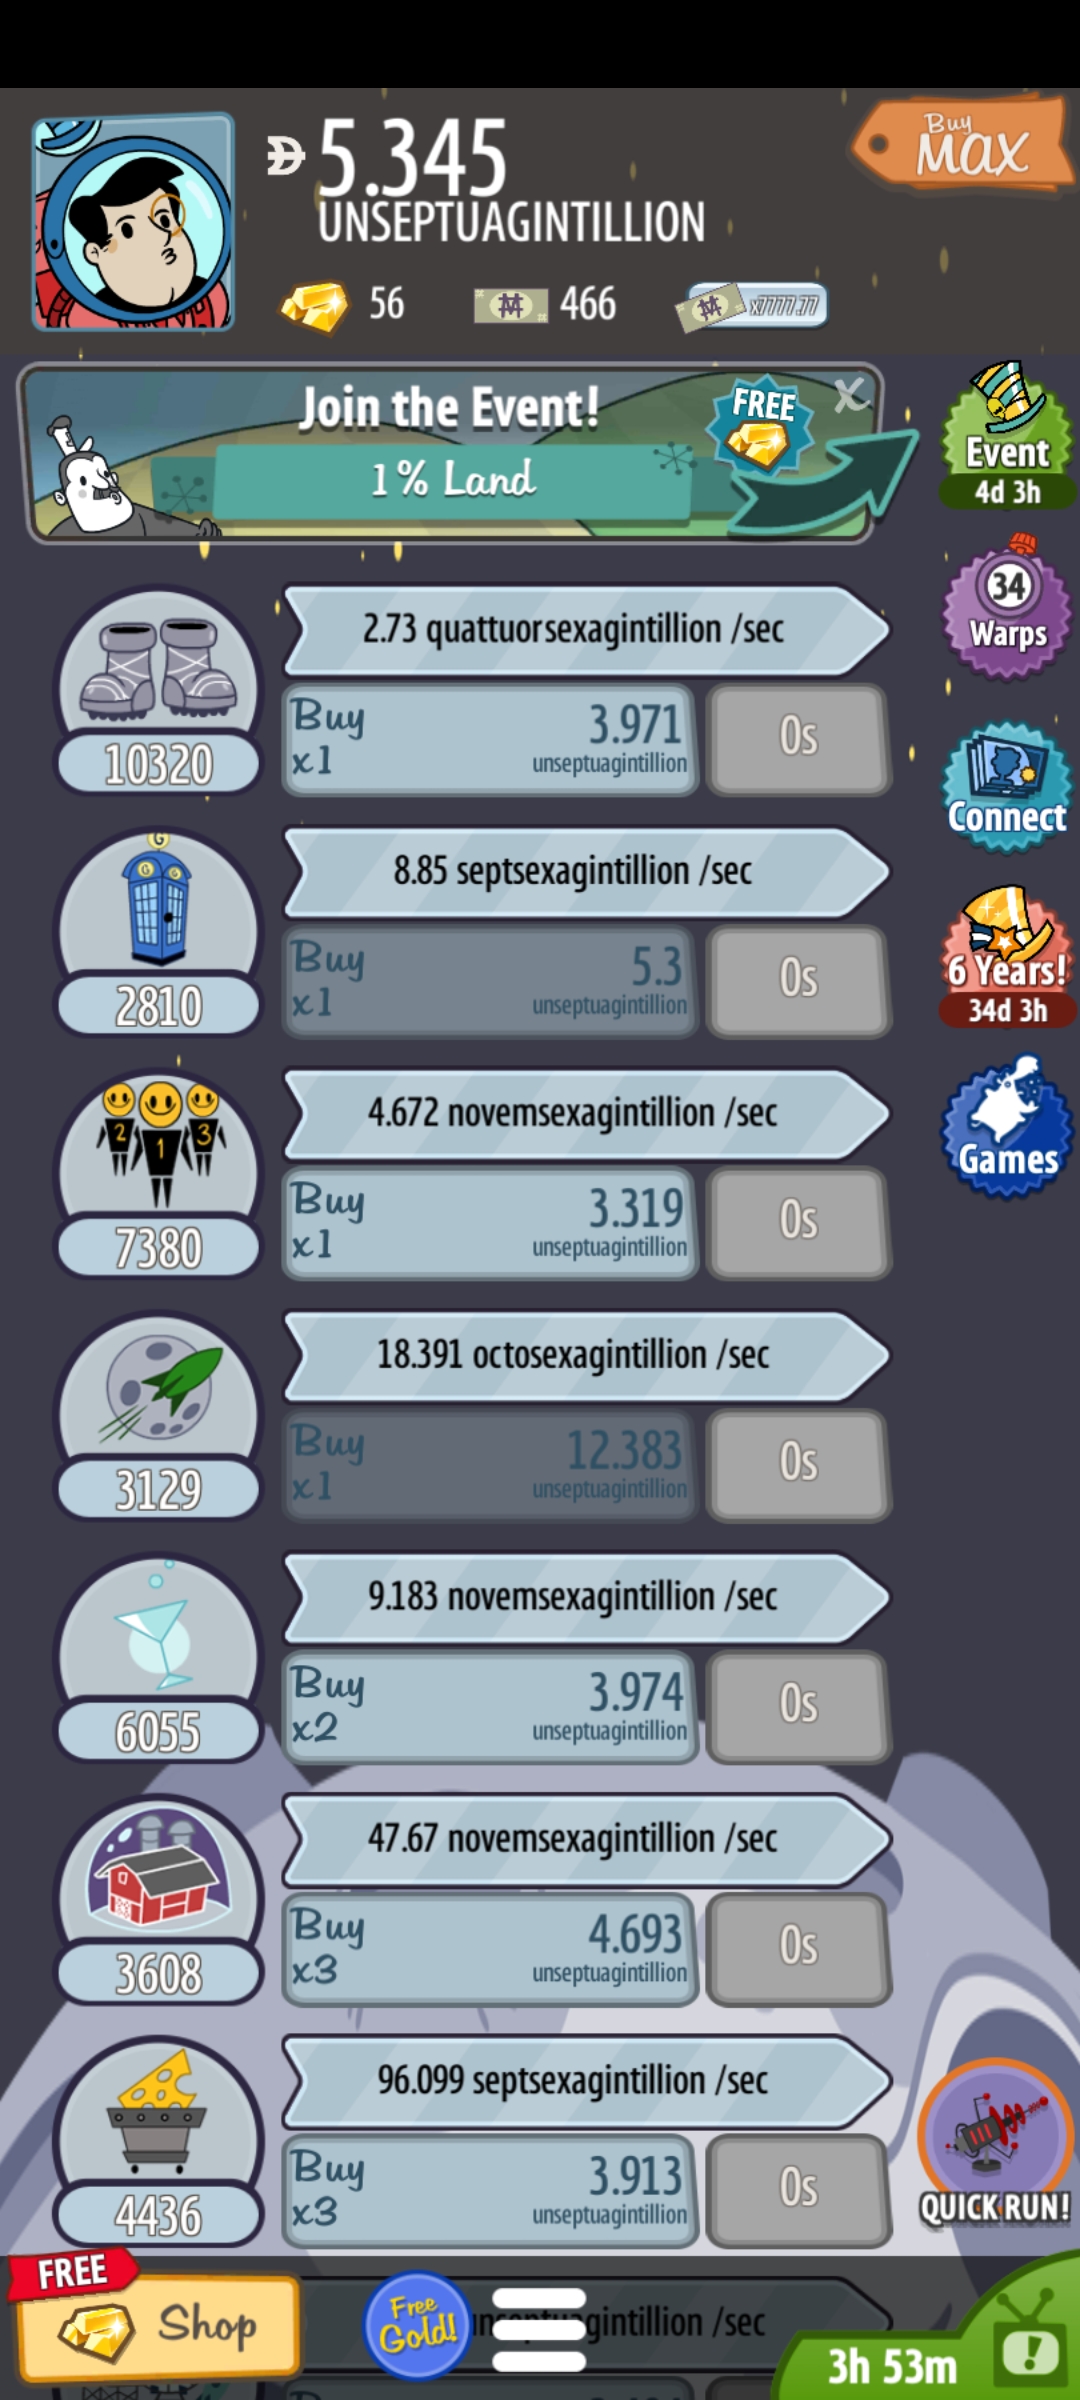 5.345
UNSEPTUAGINTILLION
Buy
MAX
56
466
x7777.77
Join the Event!
1% Land
FREE
X
Event
4d 3h
34
Warps
Connect
6 Years!
34d 3h
Games
2.73 quattuorsexagintillion /sec
Buy
x1
3.971
unseptuagintillion
0s
10320
8.85 septsexagintillion /sec
Buy
x1
5.3
unseptuagintillion
0s
G
G G
2810
4.672 novemsexagintillion /sec
Buy
x1
3.319
unseptuagintillion
0s
2 1 3
7380
18.391 octosexagintillion /sec
Buy
x1
12.383
unseptuagintillion
0s
3129
9.183 novemsexagintillion /sec
Buy
x2
3.974
unseptuagintillion
0s
6055
47.67 novemsexagintillion /sec
Buy
x3
4.693
unseptuagintillion
0s
3608
96.099 septsexagintillion /sec
Buy
x3
3.913
unseptuagintillion
0s
4436
QUICK RUN!
FREE
Shop
Free
Gold!
/sec
3h 53m
!